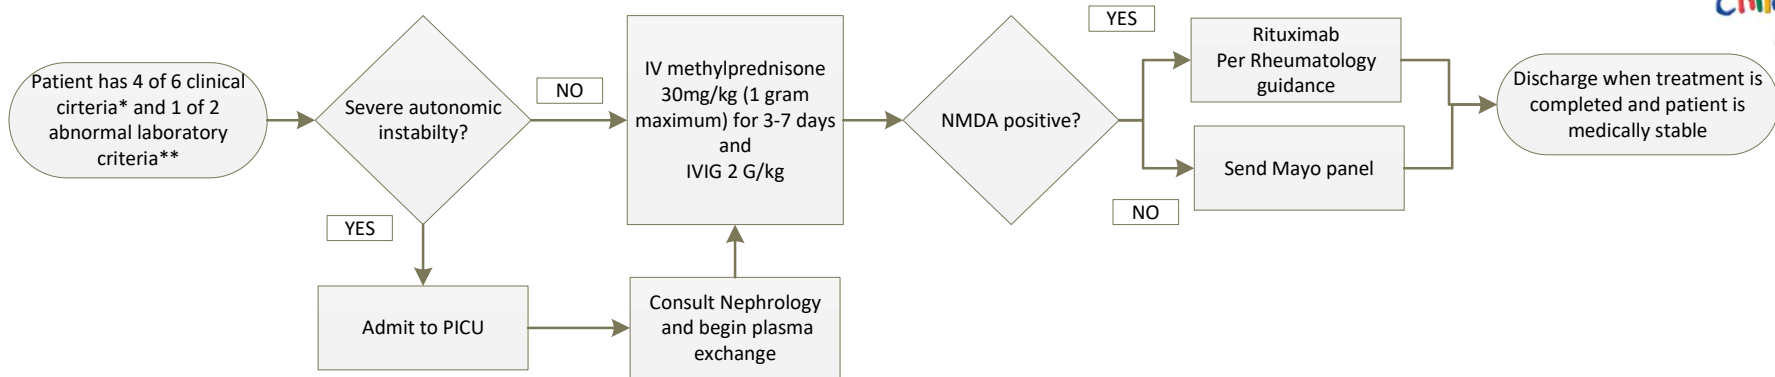 Patient has 4 of 6 clinical
cirteria* and 1 of 2
abnormal laboratory
criteria**
Severe autonomic
instabilty?
NO
YES
IV methylprednisone
30mg/kg (1 gram
maximum) for 3-7 days
and
IVIG 2 G/kg
Admit to PICU
Consult Nephrology
and begin plasma
exchange
NMDA positive?
YES
NO
Rituximab
Per Rheumatology
guidance
Send Mayo panel
Discharge when treatment is
completed and patient is
medically stable